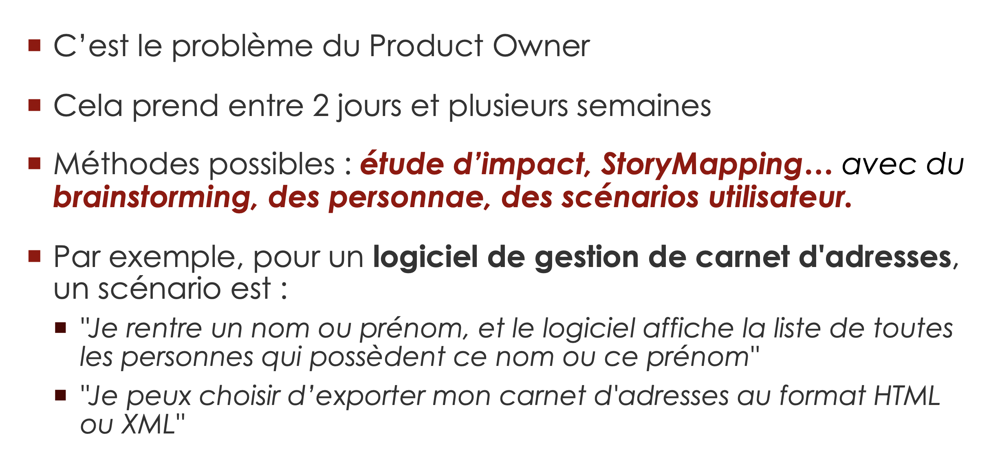 C’est le problème du Product Owner
Cela prend entre 2 jours et plusieurs semaines
Méthodes possibles : étude d’impact, StoryMapping… avec du
brainstorming, des personnae, des scénarios utilisateur.
Par exemple, pour un logiciel de gestion de carnet d'adresses,
un scénario est :
"Je rentre un nom ou prénom, et le logiciel affiche la liste de toutes
les personnes qui possèdent ce nom ou ce prénom"
"Je peux choisir d’exporter mon carnet d'adresses au format HTML
ou XML"